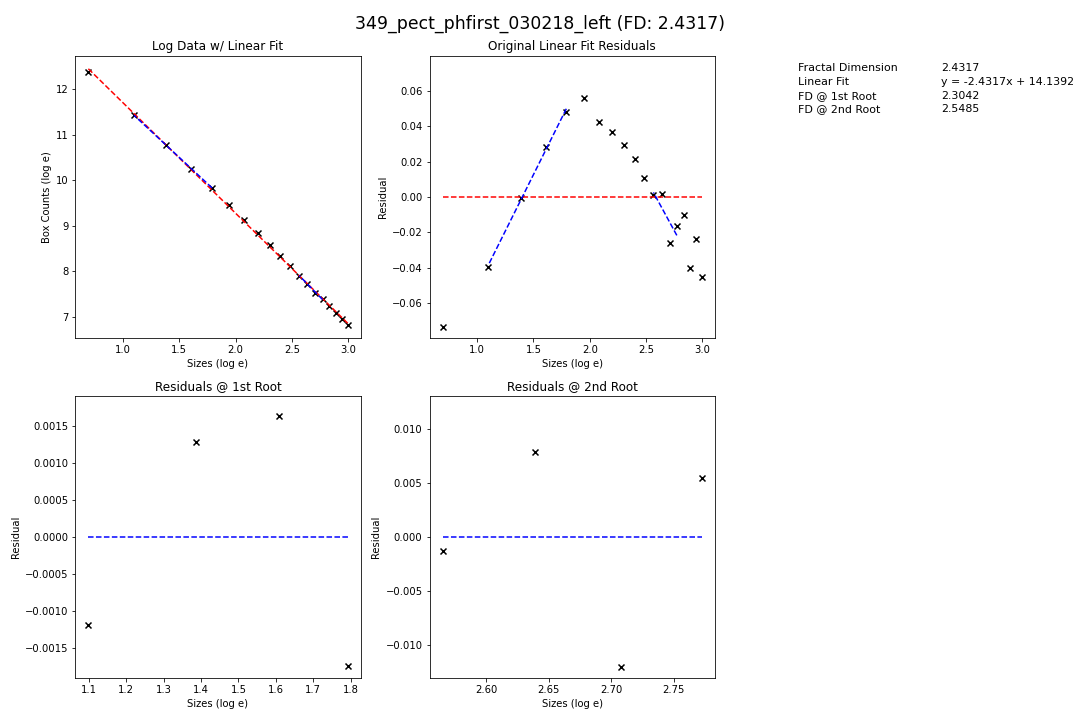 349_pect_phfirst_030218_left (FD: 2.4317)
Log Data w/ Linear Fit
Box Counts (log e)
12
11
10
9
8
7
1.0 1.5 2.0 2.5 3.0
Sizes (log e)
Original Linear Fit Residuals
Residual
0.06
0.04
0.02
0.00
−0.02
−0.04
−0.06
1.0 1.5 2.0 2.5 3.0
Sizes (log e)
Fractal Dimension 2.4317
Linear Fit y = -2.4317x + 14.1392
FD @ 1st Root 2.3042
FD @ 2nd Root 2.5485
Residuals @ 1st Root
Residual
0.0015
0.0010
0.0005
0.0000
−0.0005
−0.0010
−0.0015
1.1 1.2 1.3 1.4 1.5 1.6 1.7 1.8
Sizes (log e)
Residuals @ 2nd Root
Residual
0.010
0.005
0.000
−0.005
−0.010
2.60 2.65 2.70 2.75
Sizes (log e)